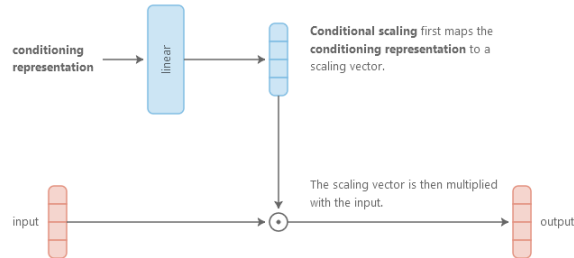 conditioning
representation
linear
Conditional scaling first maps the
conditioning representation to a
scaling vector.
The scaling vector is then multiplied
with the input.
input
output